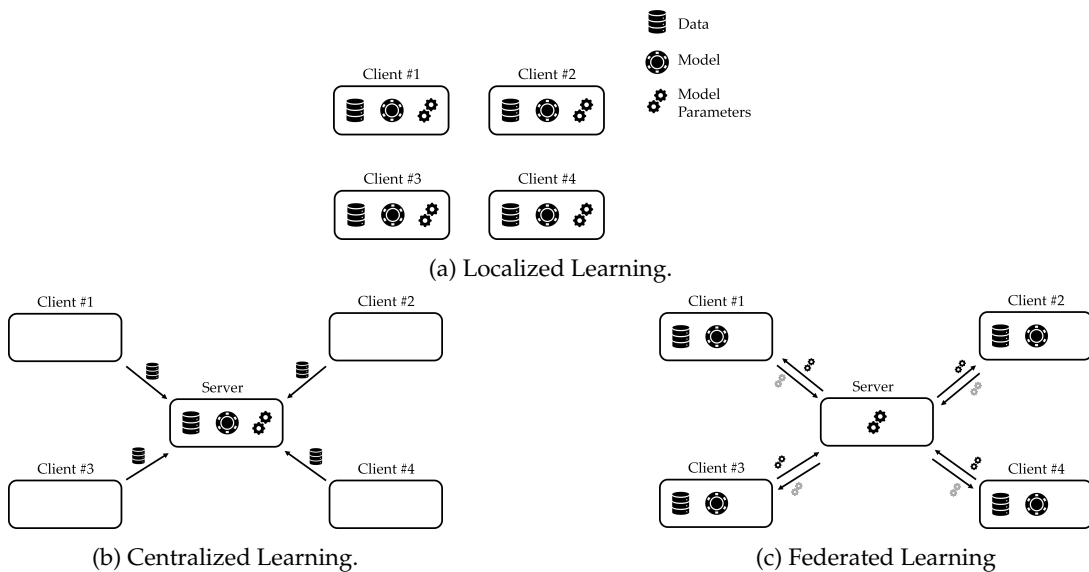 Data
Client #1
Client #2
Model
Model
Parameters
Client #3
Client #4
(a) Localized Learning.
Client #1
Client #2
Server
Client #3
Client #4
(b) Centralized Learning.
Client #1
Client #2
Server
Client #3
Client #4
(c) Federated Learning